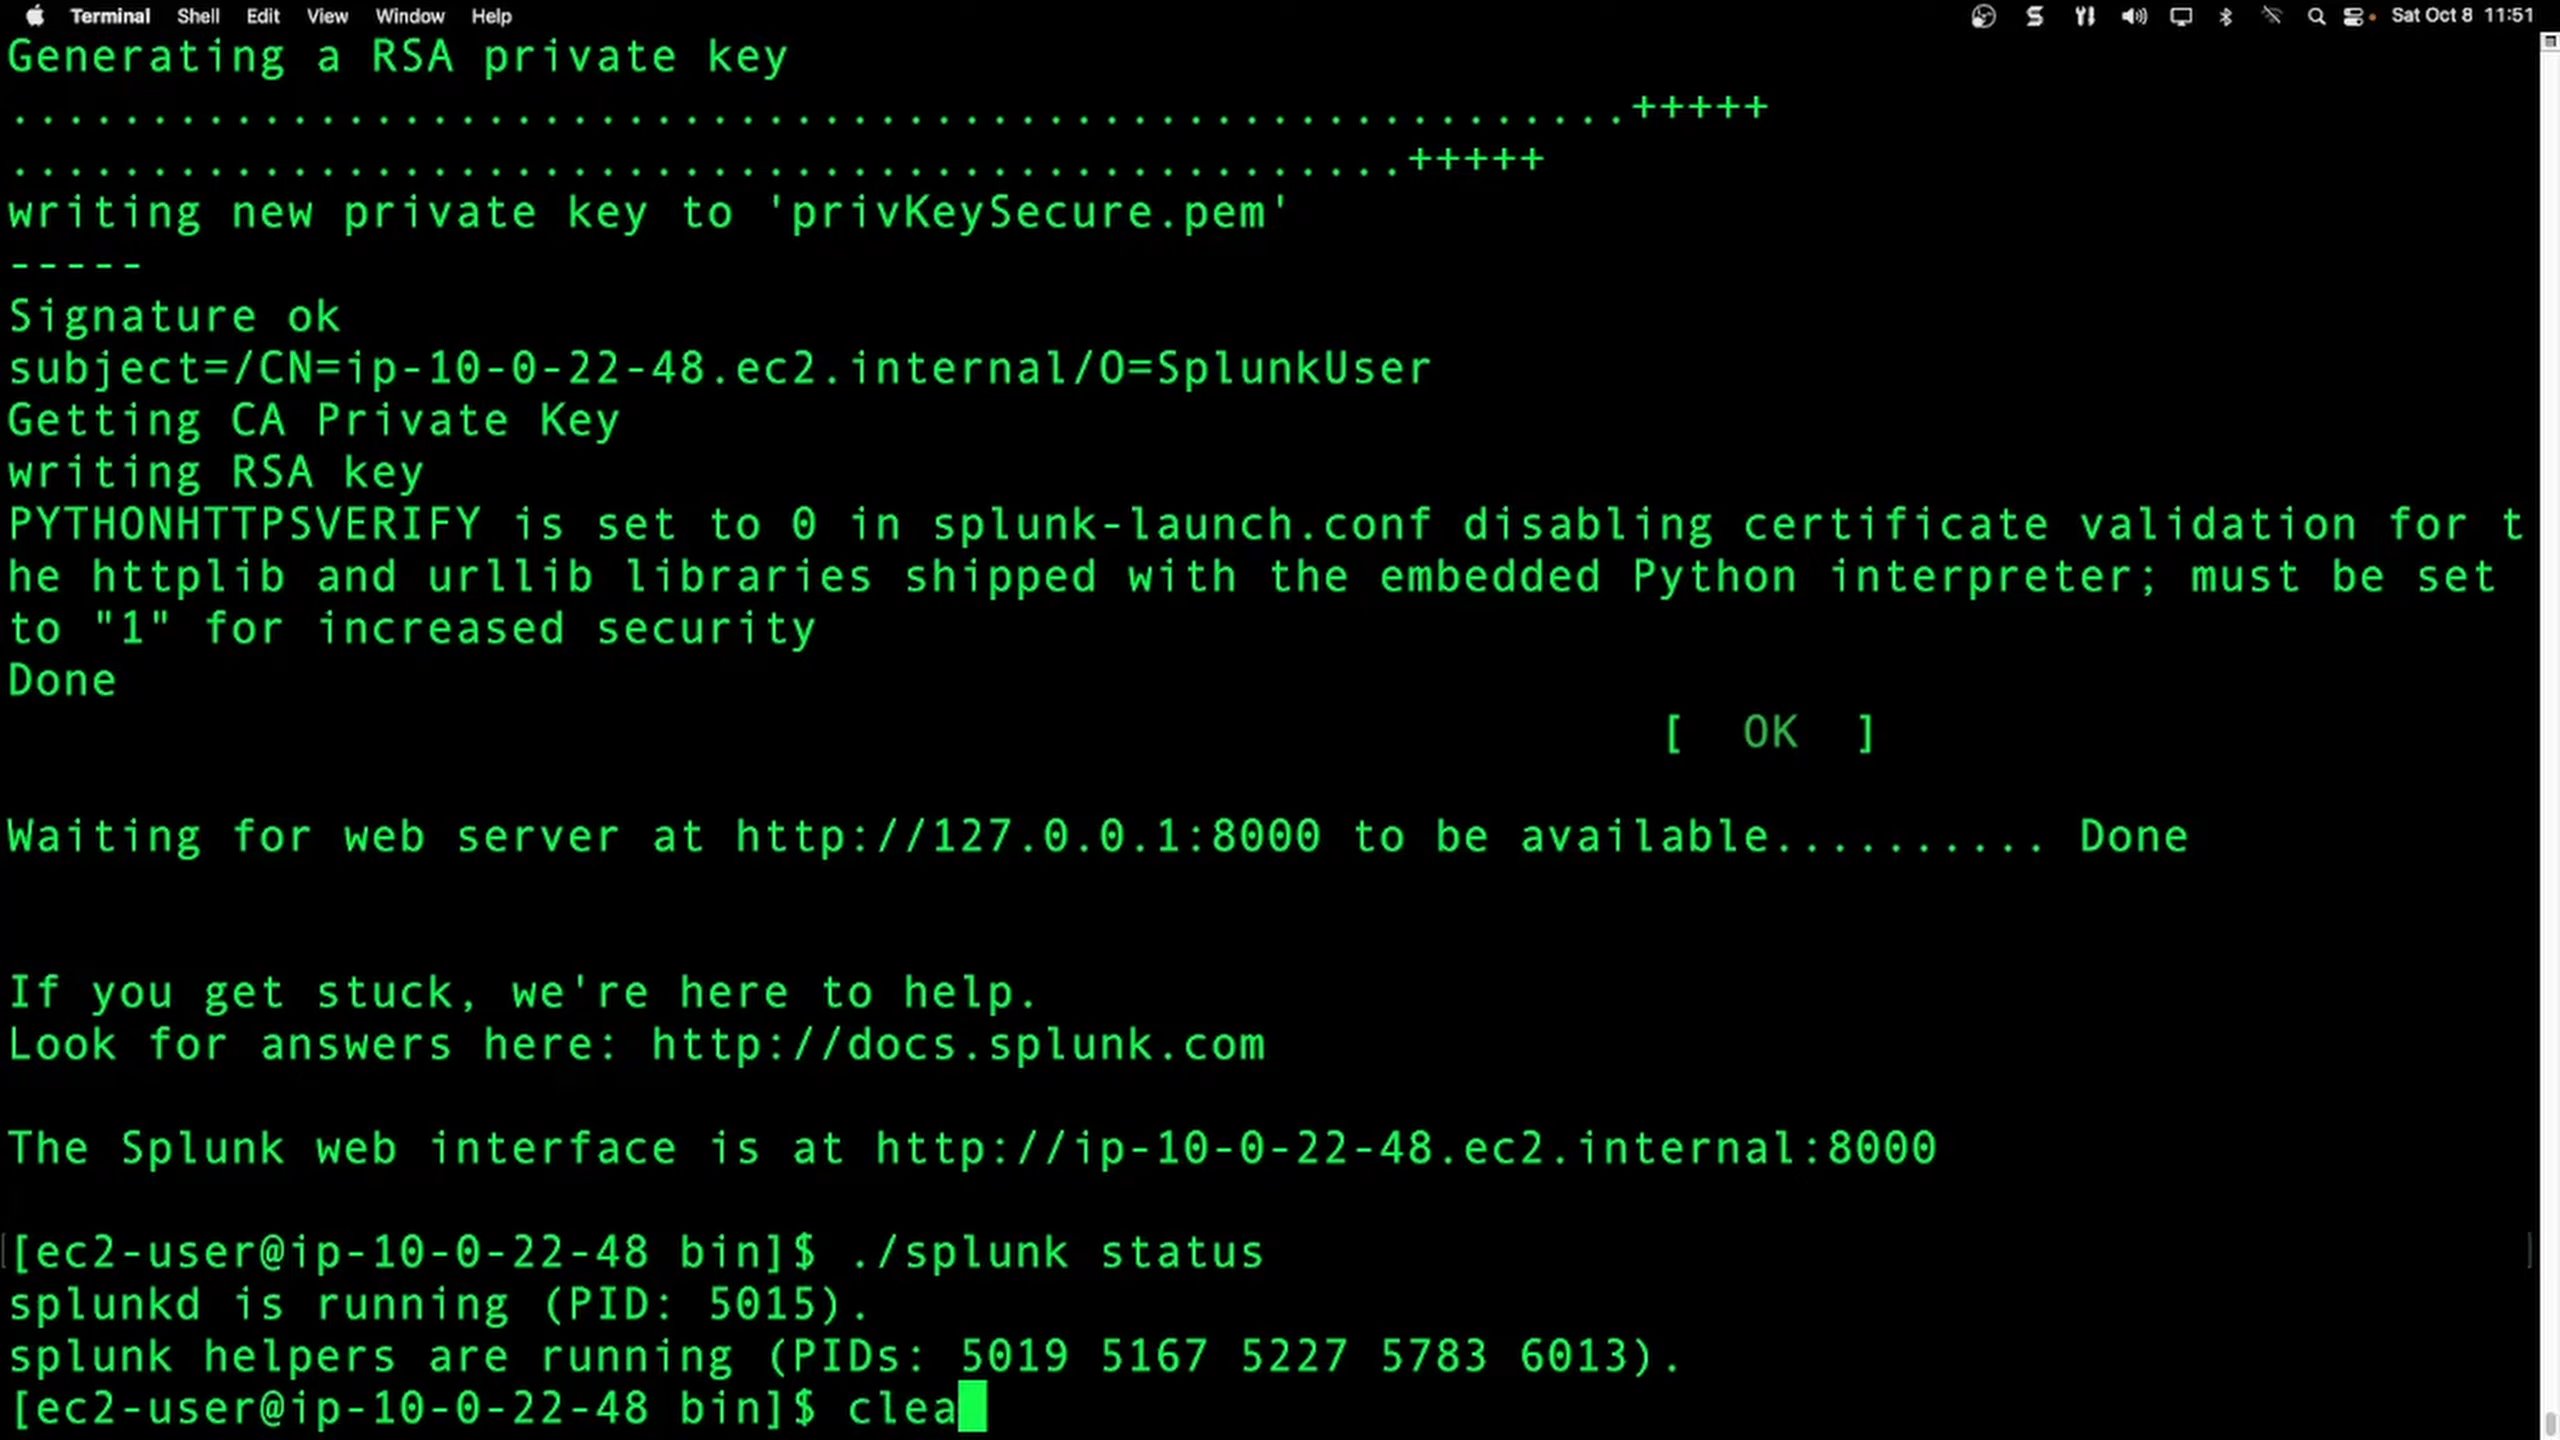 Terminal Shell Edit View Window Help Sat Oct 8 11:51
Generating a RSA private key
..........................................................+++++
..................................................+++++
writing new private key to 'privKeySecure.pem'
-----
Signature ok
subject=/CN=ip-10-0-22-48.ec2.internal/O=SplunkUser
Getting CA Private Key
writing RSA key
PYTHONHTTPSVERIFY is set to 0 in splunk-launch.conf disabling certificate validation for t
he httplib and urllib libraries shipped with the embedded Python interpreter; must be set
to "1" for increased security
Done
[ OK ]
Waiting for web server at http://127.0.0.1:8000 to be available.......... Done
If you get stuck, we're here to help.
Look for answers here: http://docs.splunk.com
The Splunk web interface is at http://ip-10-0-22-48.ec2.internal:8000
[ec2-user@ip-10-0-22-48 bin]$ ./splunk status
splunkd is running (PID: 5015).
splunk helpers are running (PIDs: 5019 5167 5227 5783 6013).
[ec2-user@ip-10-0-22-48 bin]$ clea